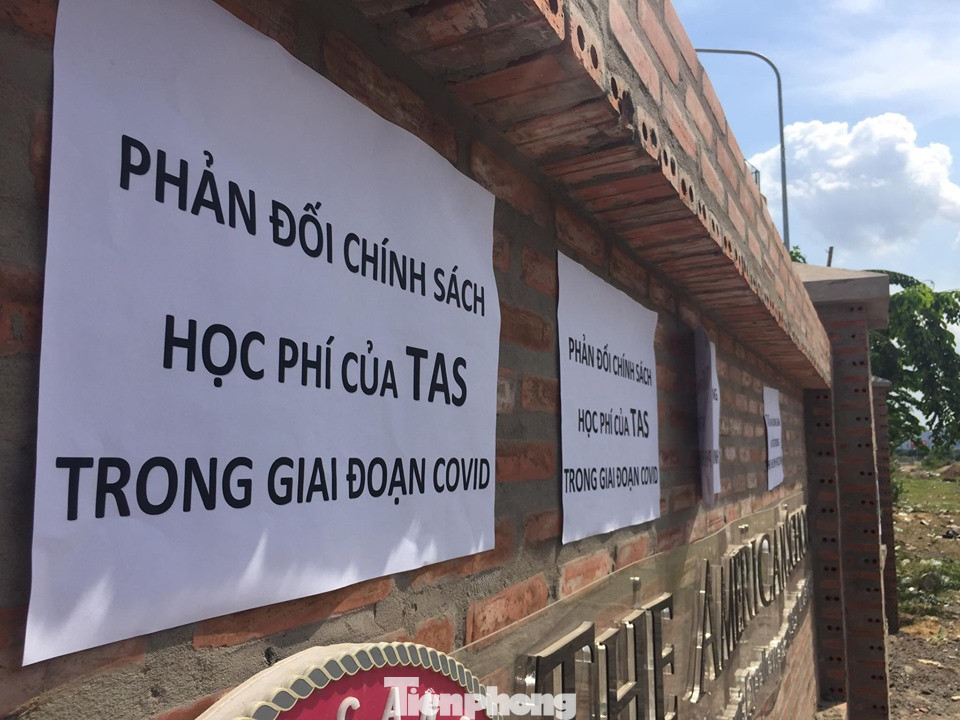 PHẢN ĐỐI CHÍNH SÁCH
HỌC PHÍ CỦA TAS
TRONG GIAI ĐOẠN COVID
PHẢN ĐỐI CHÍNH SÁCH
HỌC PHÍ CỦA TAS
TRONG GIAI ĐOẠN COVID
THE AMERICAN SCHOOL
Tienphong